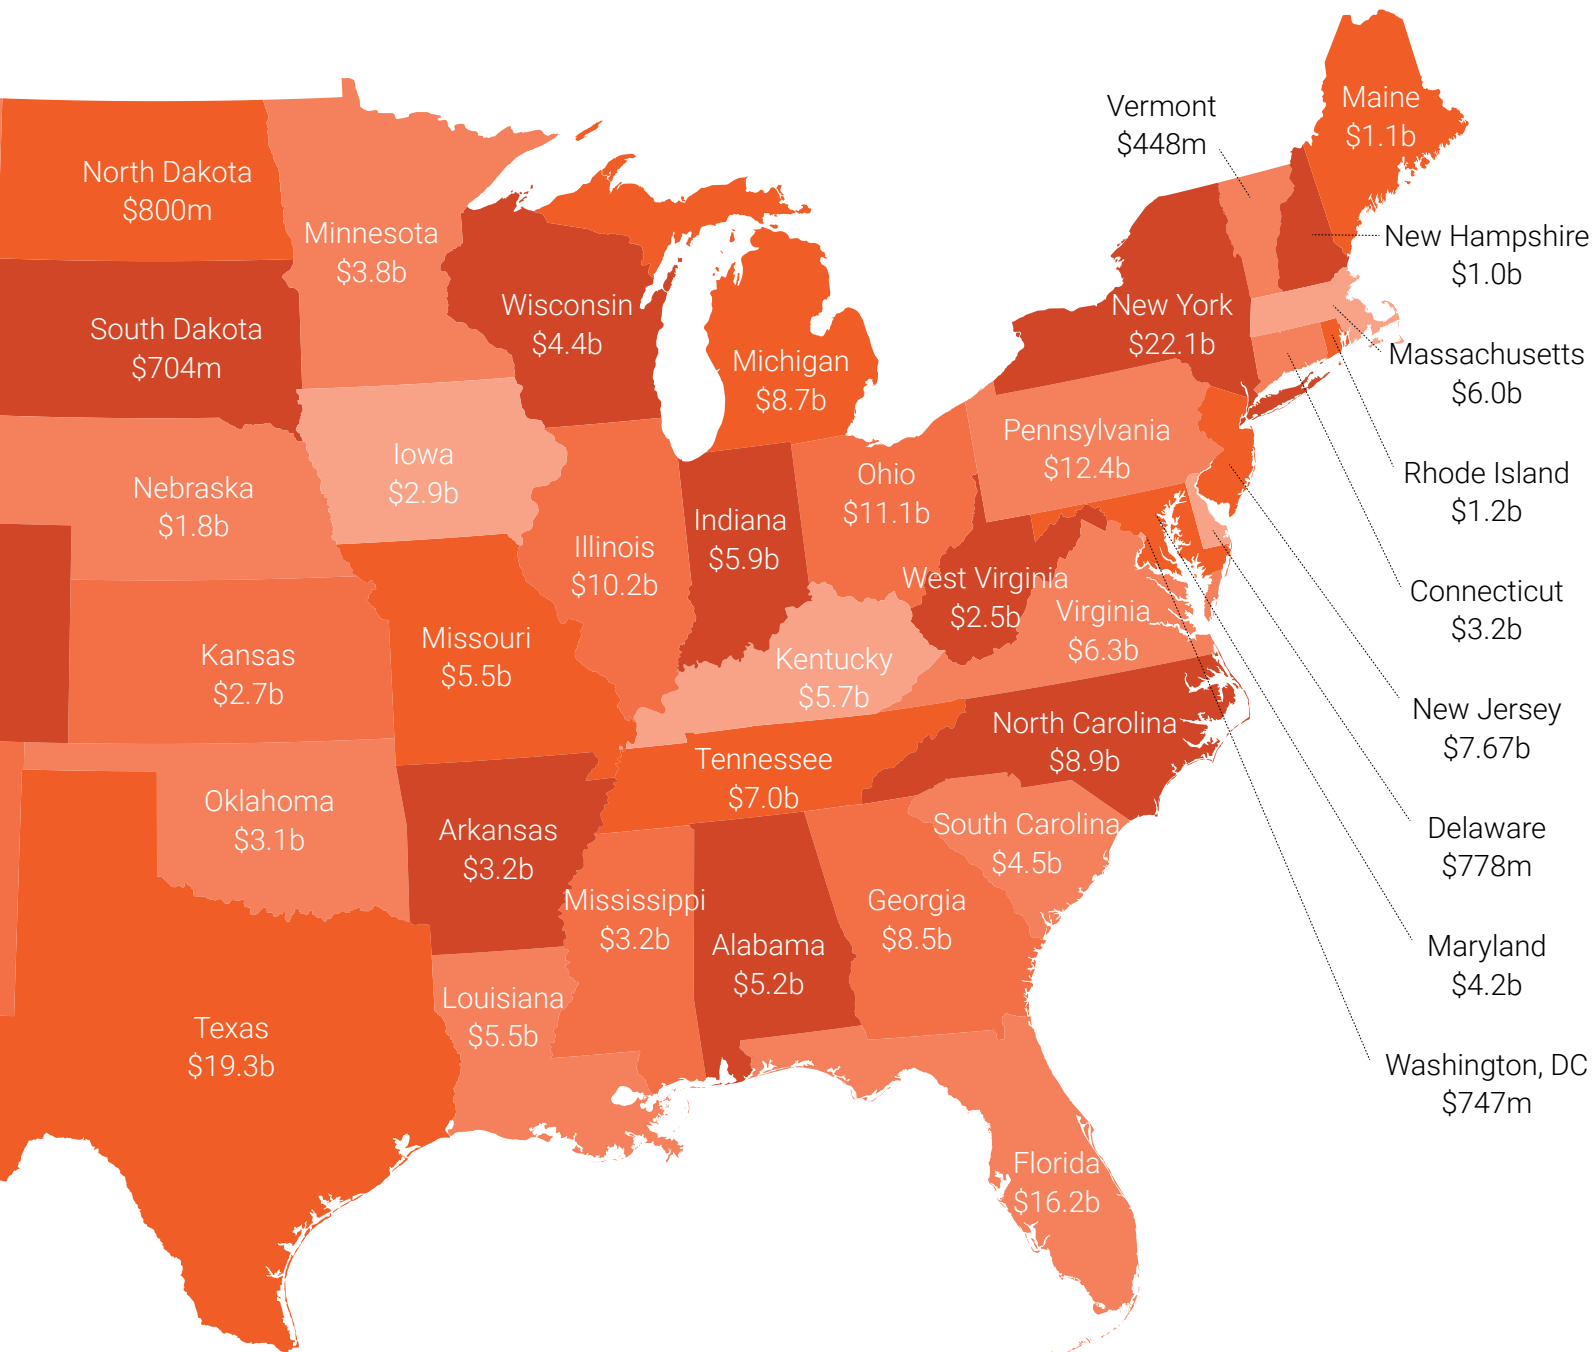 Maine
$1.1b
Vermont
$448m
North Dakota
$800m
Minnesota
$3.8b
New Hampshire
$1.0b
Wisconsin
$4.4b
New York
$22.1b
South Dakota
$704m
Michigan
$8.7b
Massachusetts
$6.0b
Pennsylvania
$12.4b
Iowa
$2.9b
Ohio
$11.1b
Rhode Island
$1.2b
Nebraska
$1.8b
Indiana
$5.9b
Illinois
$10.2b
West Virginia
$2.5b
Virginia
$6.3b
Connecticut
$3.2b
Missouri
$5.5b
Kansas
$2.7b
Kentucky
$5.7b
New Jersey
$7.67b
North Carolina
$8.9b
Tennessee
$7.0b
Oklahoma
$3.1b
Arkansas
$3.2b
South Carolina
$4.5b
Delaware
$778m
Mississippi
$3.2b
Georgia
$8.5b
Alabama
$5.2b
Maryland
$4.2b
Louisiana
$5.5b
Texas
$19.3b
Washington, DC
$747m
Florida
$16.2b